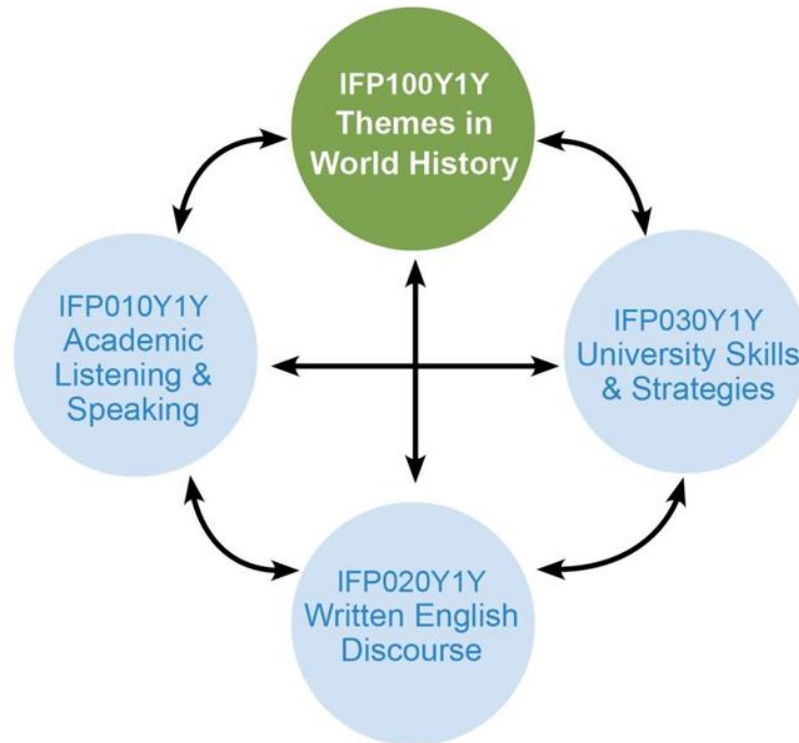 IFP100Y1Y
Themes in
World History
IFP010Y1Y
Academic
Listening &
Speaking
IFP030Y1Y
University Skills
& Strategies
IFP020Y1Y
Written English
Discourse